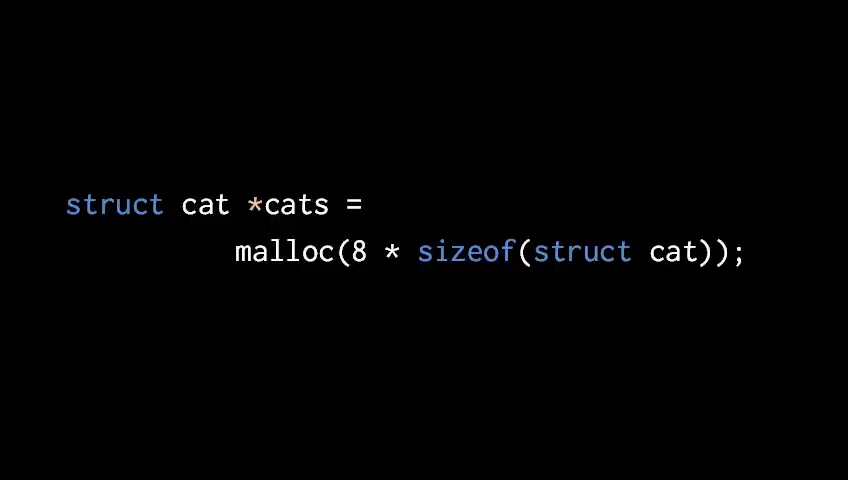 struct cat *cats =
malloc(8 * sizeof(struct cat));